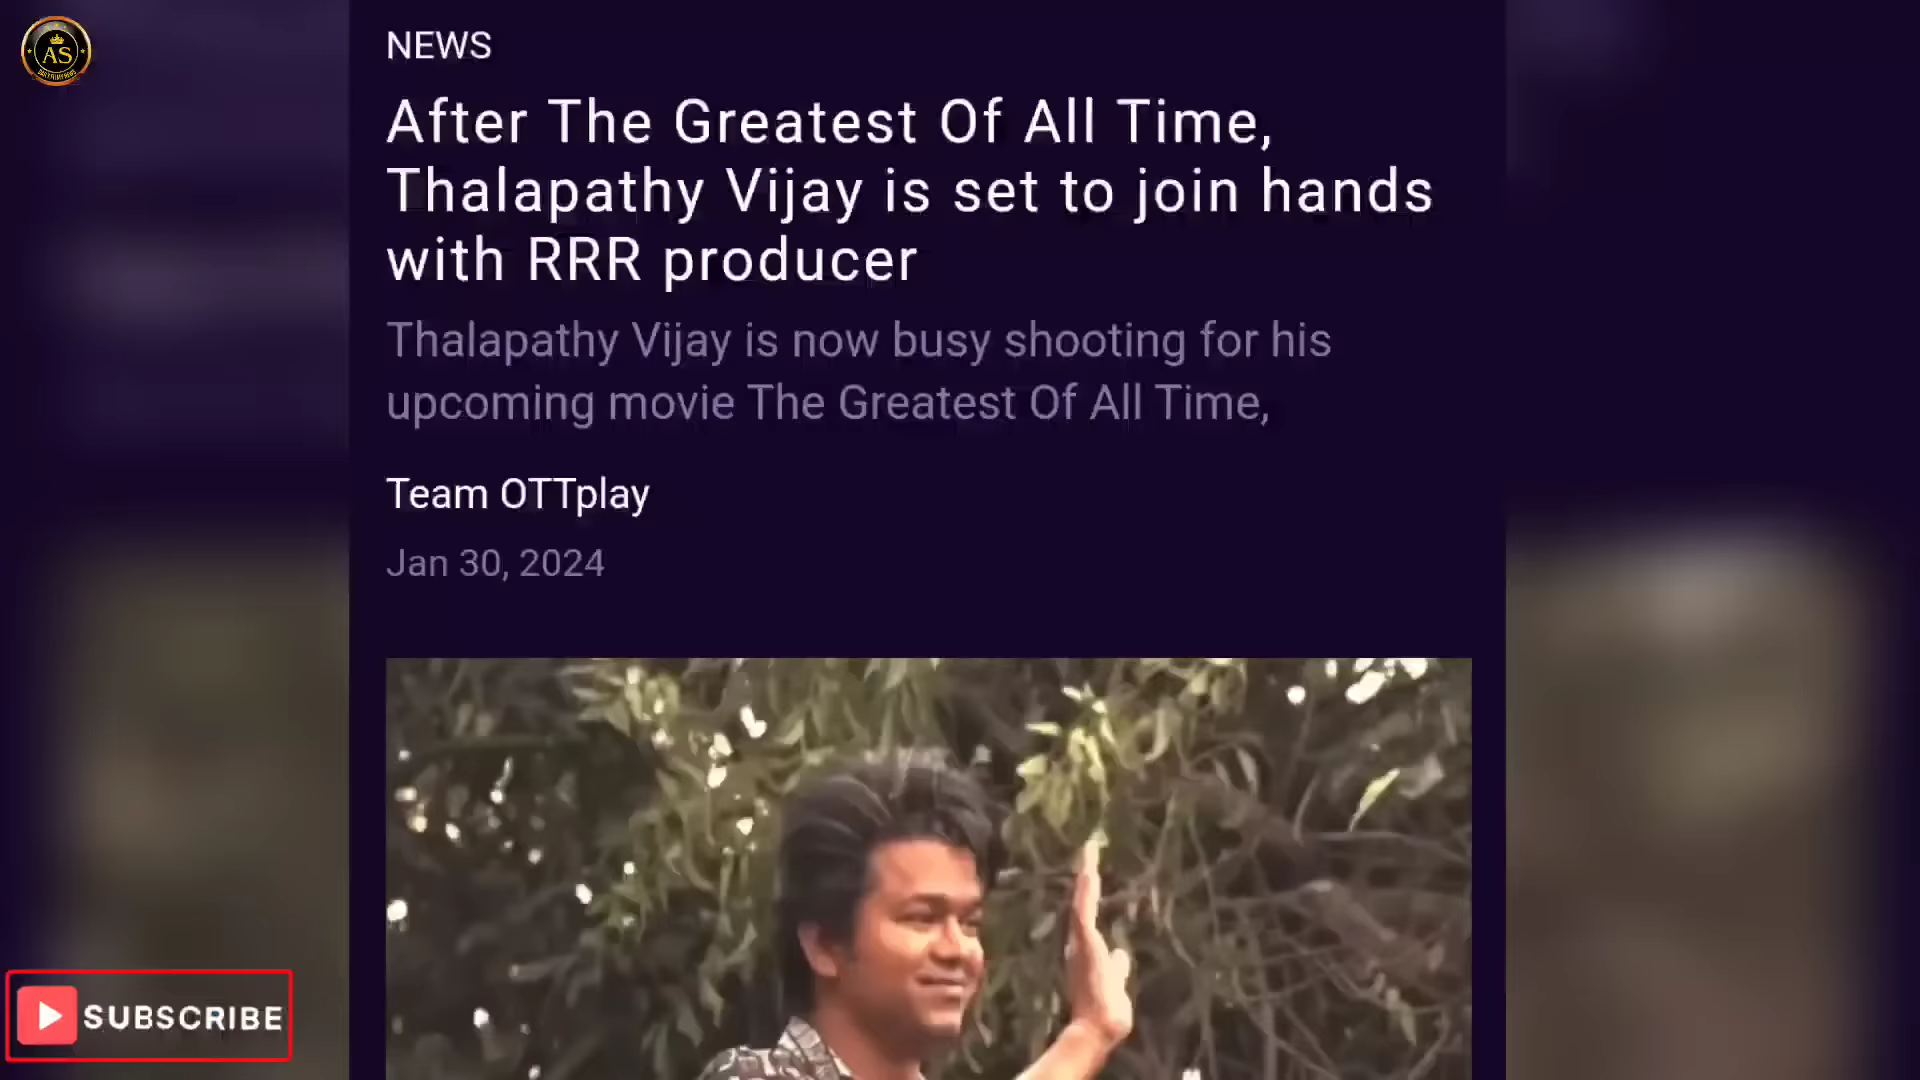 AS
NEWS
After The Greatest Of All Time,
Thalapathy Vijay is set to join hands
with RRR producer
Thalapathy Vijay is now busy shooting for his
upcoming movie The Greatest Of All Time,
Team OTTplay
Jan 30, 2024
SUBSCRIBE